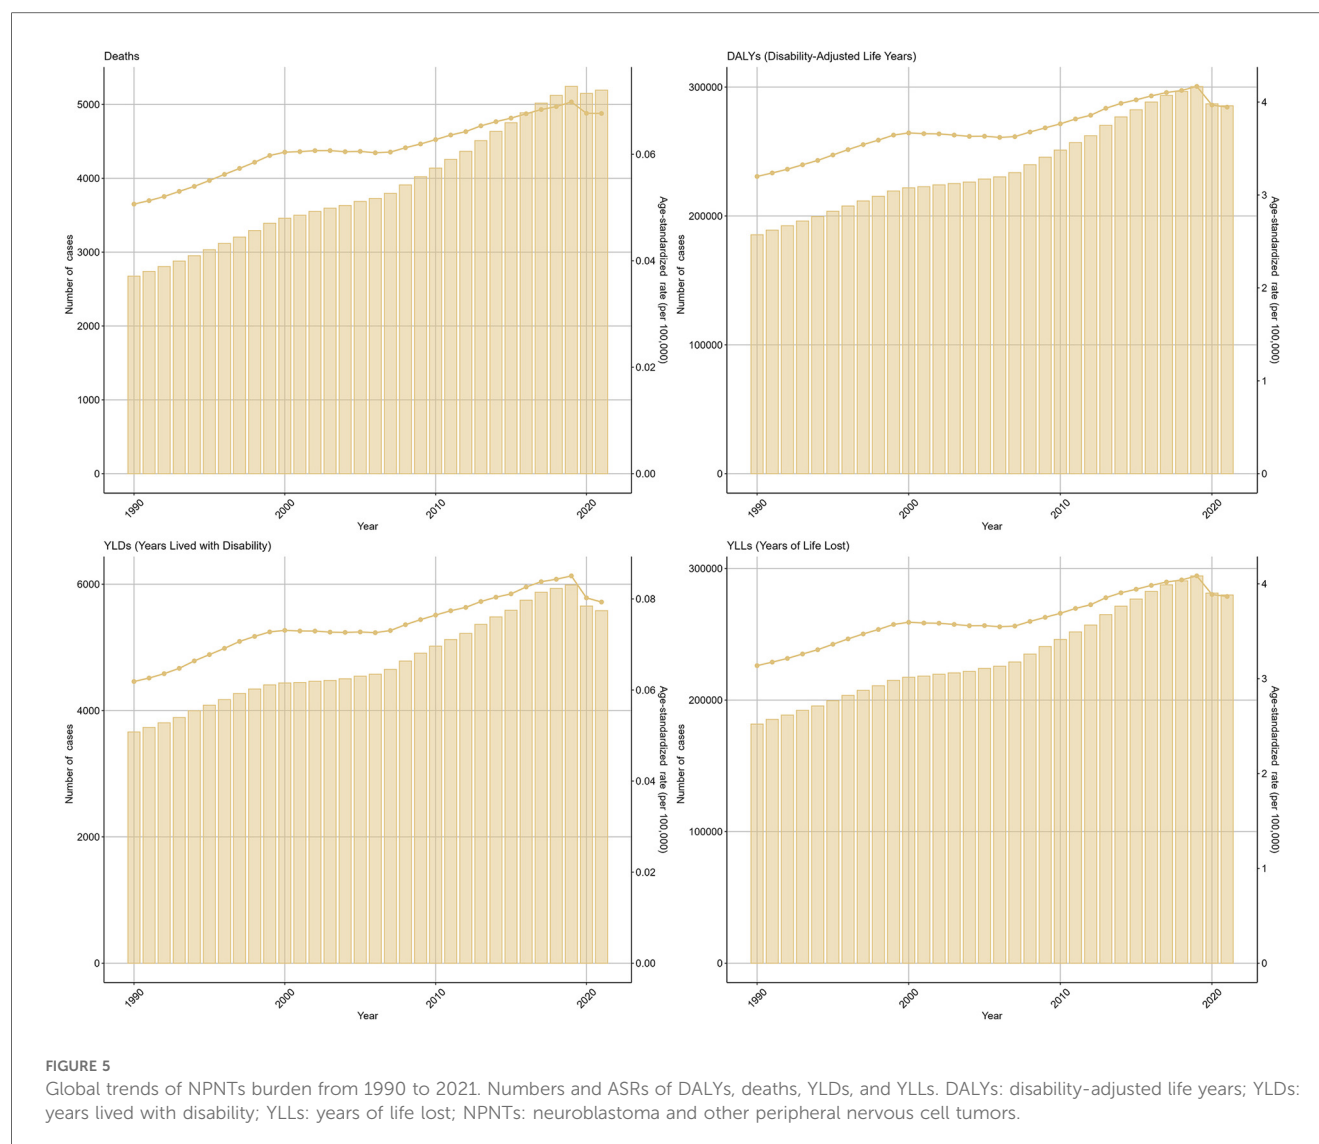 Deaths
Number of cases
5000
4000
3000
2000
1000
0
0.06
0.04
0.02
0.00
Age-standardized rate (per 100,000)
1990
2000
2010
2020
Year
DALYs (Disability-Adjusted Life Years)
Number of cases
300000
200000
100000
0
4
3
2
1
0
Age-standardized rate (per 100,000)
1990
2000
2010
2020
Year
YLDs (Years Lived with Disability)
Number of cases
6000
4000
2000
0
0.08
0.06
0.04
0.02
0.00
Age-standardized rate (per 100,000)
1990
2000
2010
2020
Year
YLLs (Years of Life Lost)
Number of cases
300000
200000
100000
0
4
3
2
1
0
Age-standardized rate (per 100,000)
1990
2000
2010
2020
Year
FIGURE 5
Global trends of NPNTs burden from 1990 to 2021. Numbers and ASRs of DALYs, deaths, YLDs, and YLLs. DALYs: disability-adjusted life years; YLDs:
years lived with disability; YLLs: years of life lost; NPNTs: neuroblastoma and other peripheral nervous cell tumors.